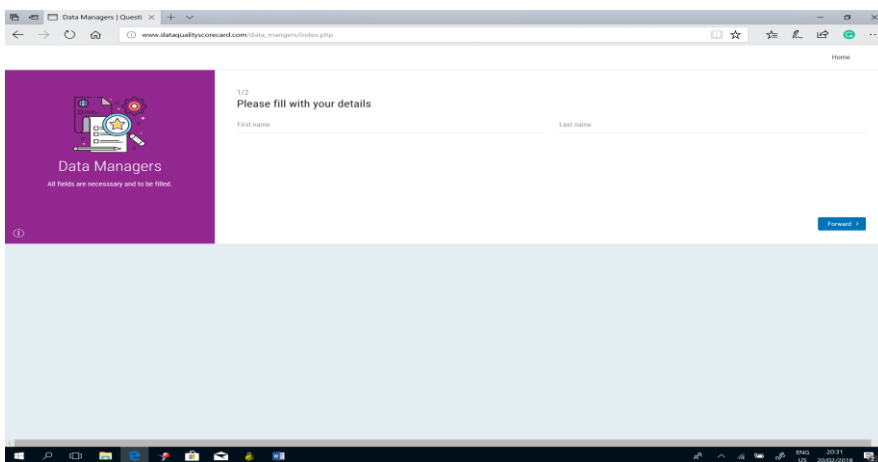 Data Managers | Questi
www.dataqualityscorecard.com/data_mangers/index.php
Home
1/2
Please fill with your details
First name
Last name
Data Managers
All fields are necesssary and to be filled.
Forward >
ENG
US
20:31
20/02/2018